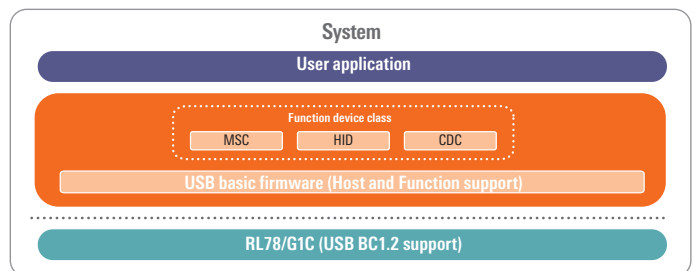 System
User application
Function device class
MSC HID CDC
USB basic firmware (Host and Function support)
RL78/G1C (USB BC1.2 support)